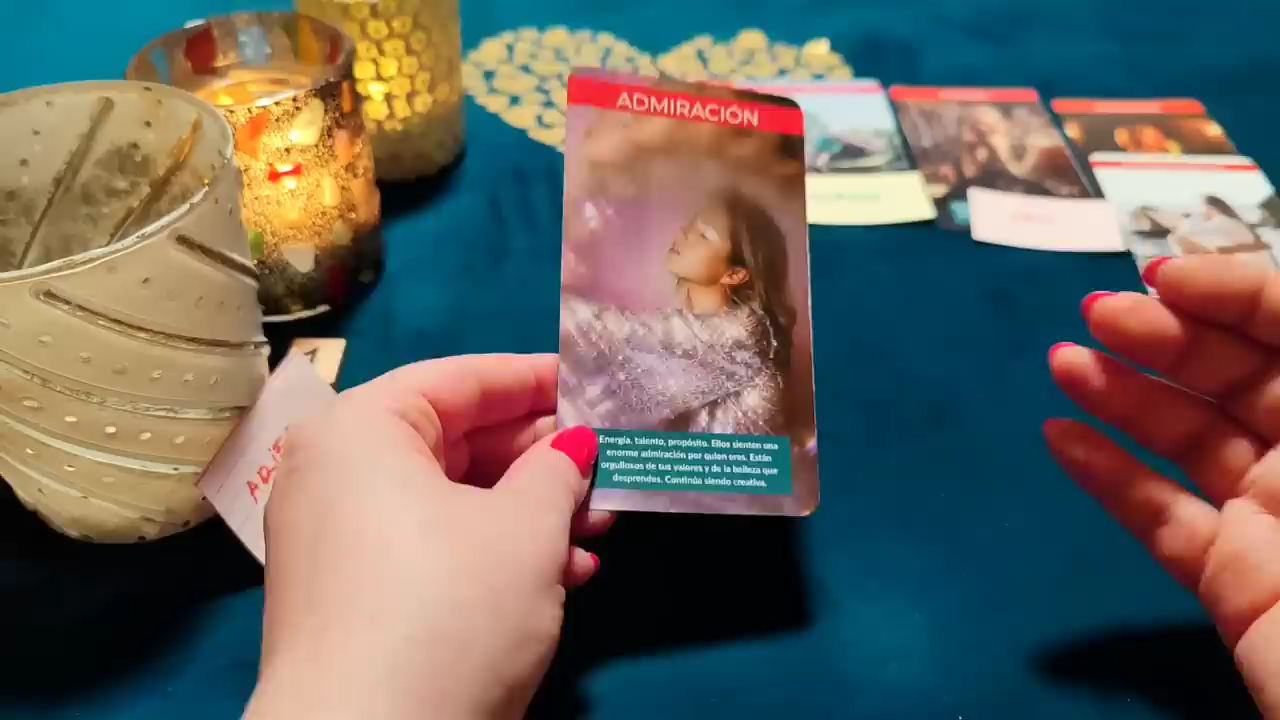 ADMIRACIÓN
Energía, talento, propósito. Ellos sienten una
enorme admiración por quien eres. Están
orgullosos de tus valores y de la belleza que
desprendes. Continúa siendo creativa.